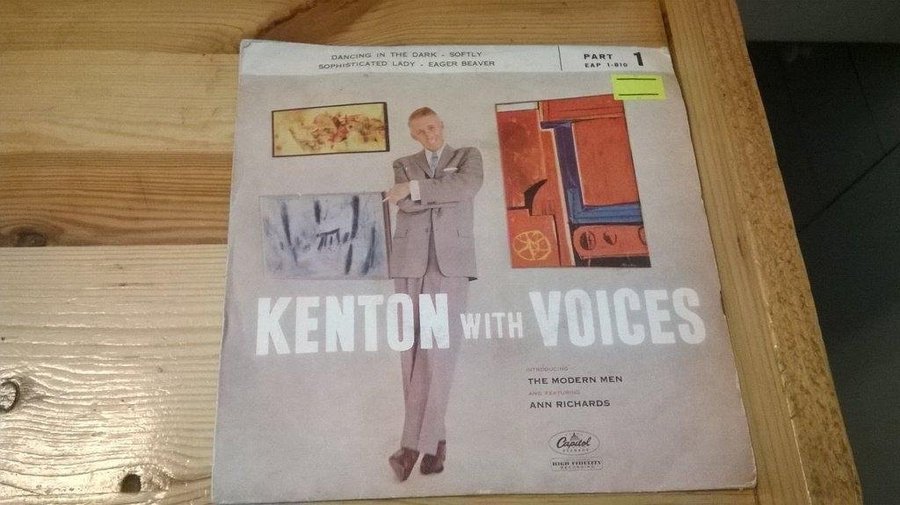 DANCING IN THE DARK - SOFTLY
SOPHISTICATED LADY - EAGER BEAVER
PART 1
EAP 1-810
KENTON WITH VOICES
INTRODUCING
THE MODERN MEN
AND FEATURING
ANN RICHARDS
Capitol
RECORDS
HIGH FIDELITY
RECORDING